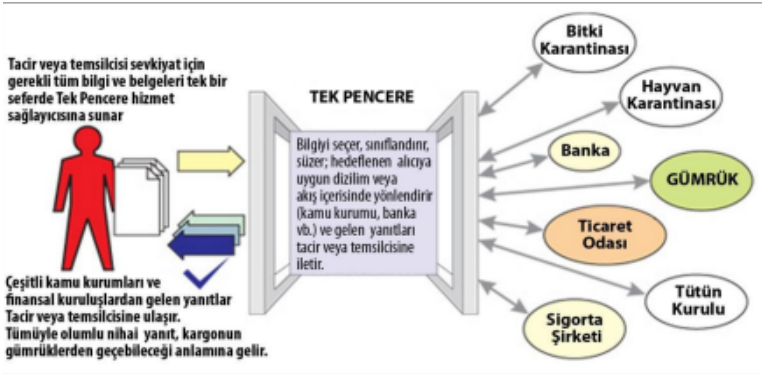 Tacir veya temsilcisi sevkiyat için
gerekli tüm bilgi ve belgeleri tek bir
seferde Tek Pencere hizmet
sağlayıcısına sunar
TEK PENCERE
Bilgiyi seçer, sınıflandırır,
süzer; hedeflenen alıcıya
uygun dizilim veya
akış içerisinde yönlendirir
(kamu kurumu, banka
vb.) ve gelen yanıtları
tacir veya temsilcisine
iletir.
Çeşitli kamu kurumları ve
finansal kuruluşlardan gelen yanıtlar
Tacir veya temsilcisine ulaşır.
Tümüyle olumlu nihai yanıt, kargonun
gümrüklerden geçebileceği anlamına gelir.
Bitki
Karantinası
Hayvan
Karantinası
Banka
GÜMRÜK
Ticaret
Odası
Tütün
Kurulu
Sigorta
Şirketi